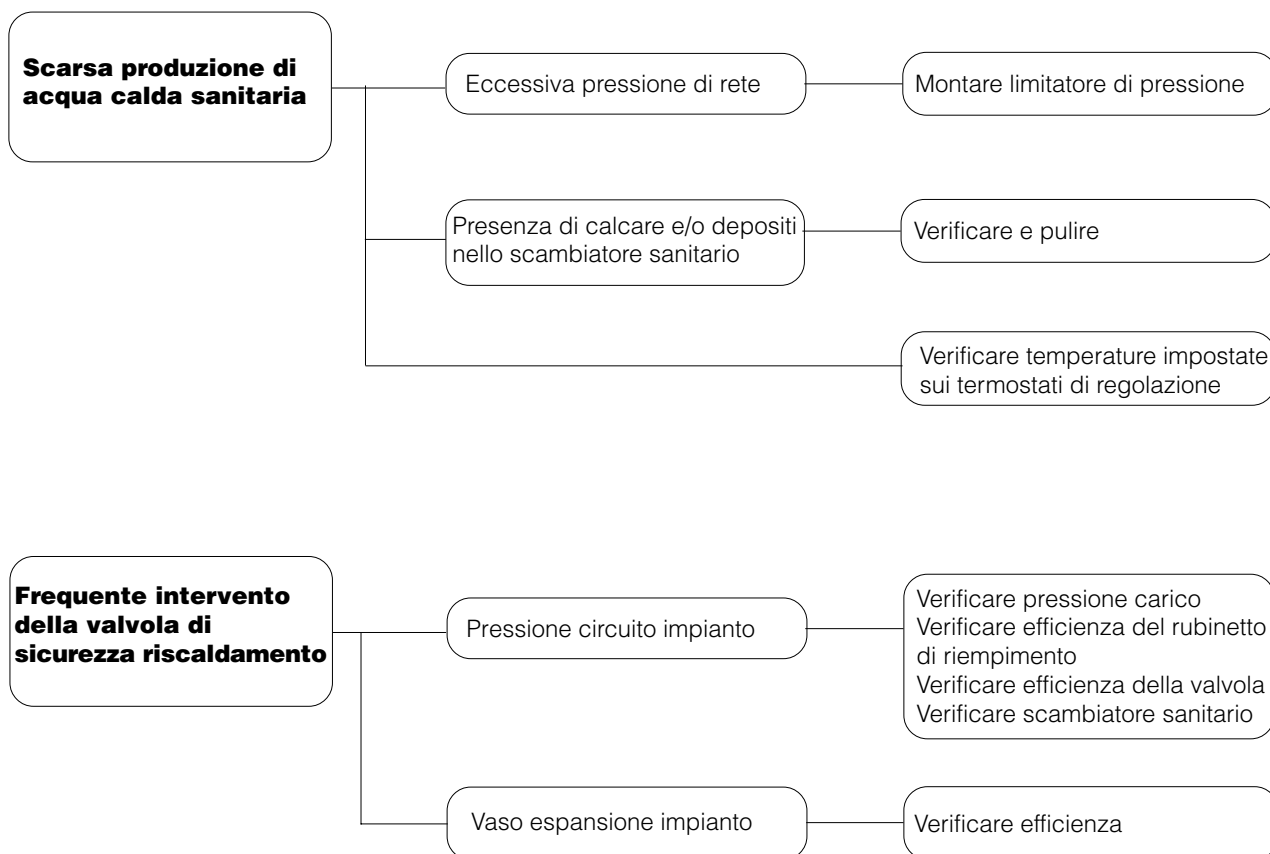 Scarsa produzione di
acqua calda sanitaria
Eccessiva pressione di rete
Montare limitatore di pressione
Presenza di calcare e/o depositi
nello scambiatore sanitario
Verificare e pulire
Verificare temperature impostate
sui termostati di regolazione
Frequente intervento
della valvola di
sicurezza riscaldamento
Pressione circuito impianto
Verificare pressione carico
Verificare efficienza del rubinetto
di riempimento
Verificare efficienza della valvola
Verificare scambiatore sanitario
Vaso espansione impianto
Verificare efficienza